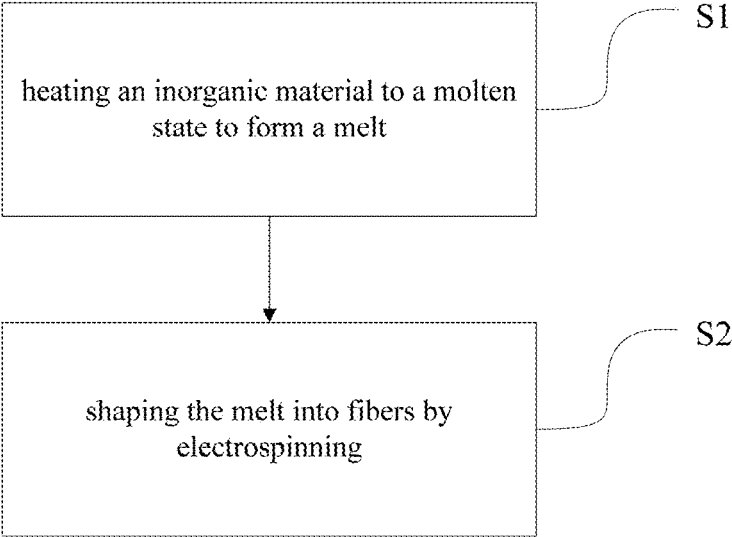 S1
heating an inorganic material to a molten
state to form a melt
S2
shaping the melt into fibers by
electrospinning